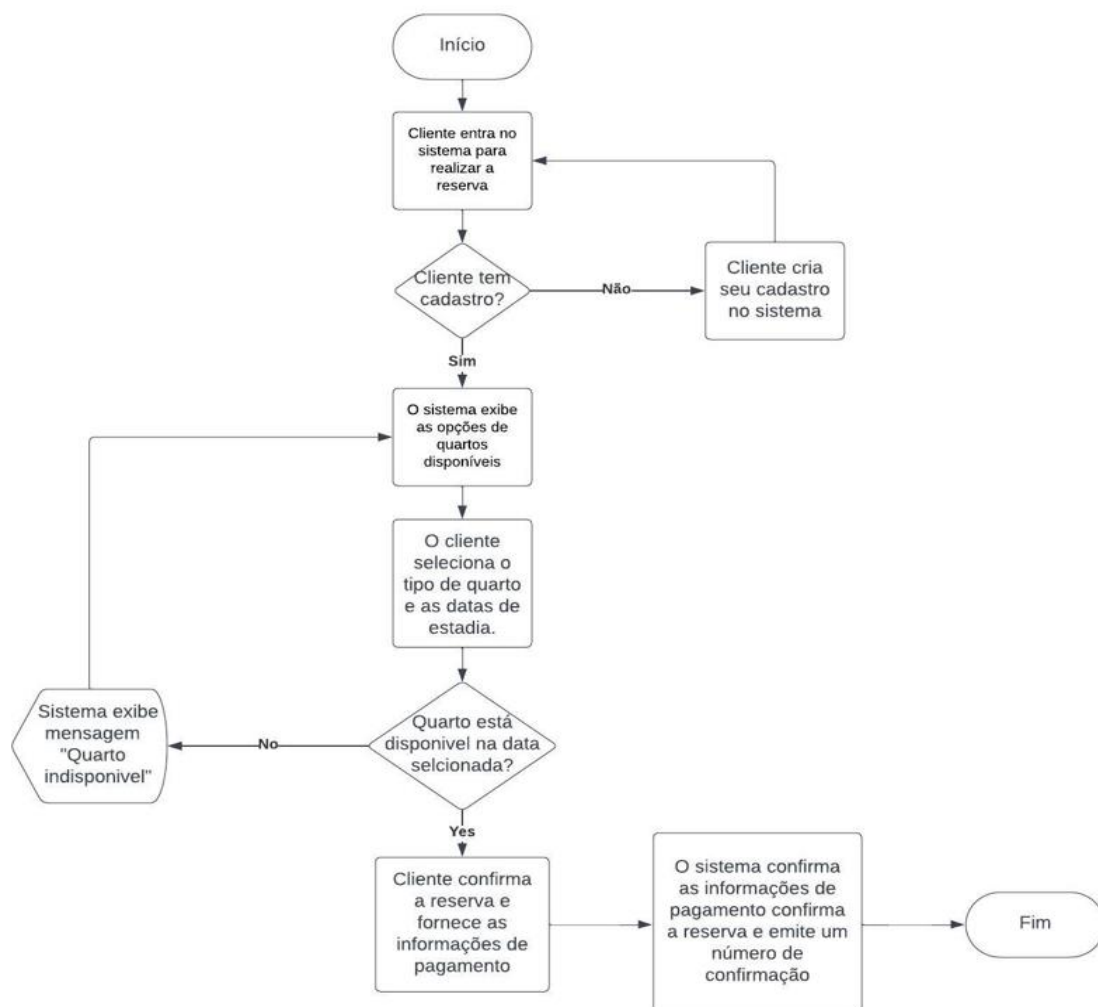 Início
Cliente entra no
sistema para
realizar a
reserva
Cliente tem
cadastro?
Não
Cliente cria
seu cadastro
no sistema
Sim
O sistema exibe
as opções de
quartos
disponíveis
O cliente
seleciona o
tipo de quarto
e as datas de
estadia.
Quarto está
disponivel na data
selcionada?
No
Sistema exibe
mensagem
"Quarto
indisponivel"
Yes
Cliente confirma
a reserva e
fornece as
informações de
pagamento
O sistema confirma
as informações de
pagamento confirma
a reserva e emite um
número de
confirmação
Fim